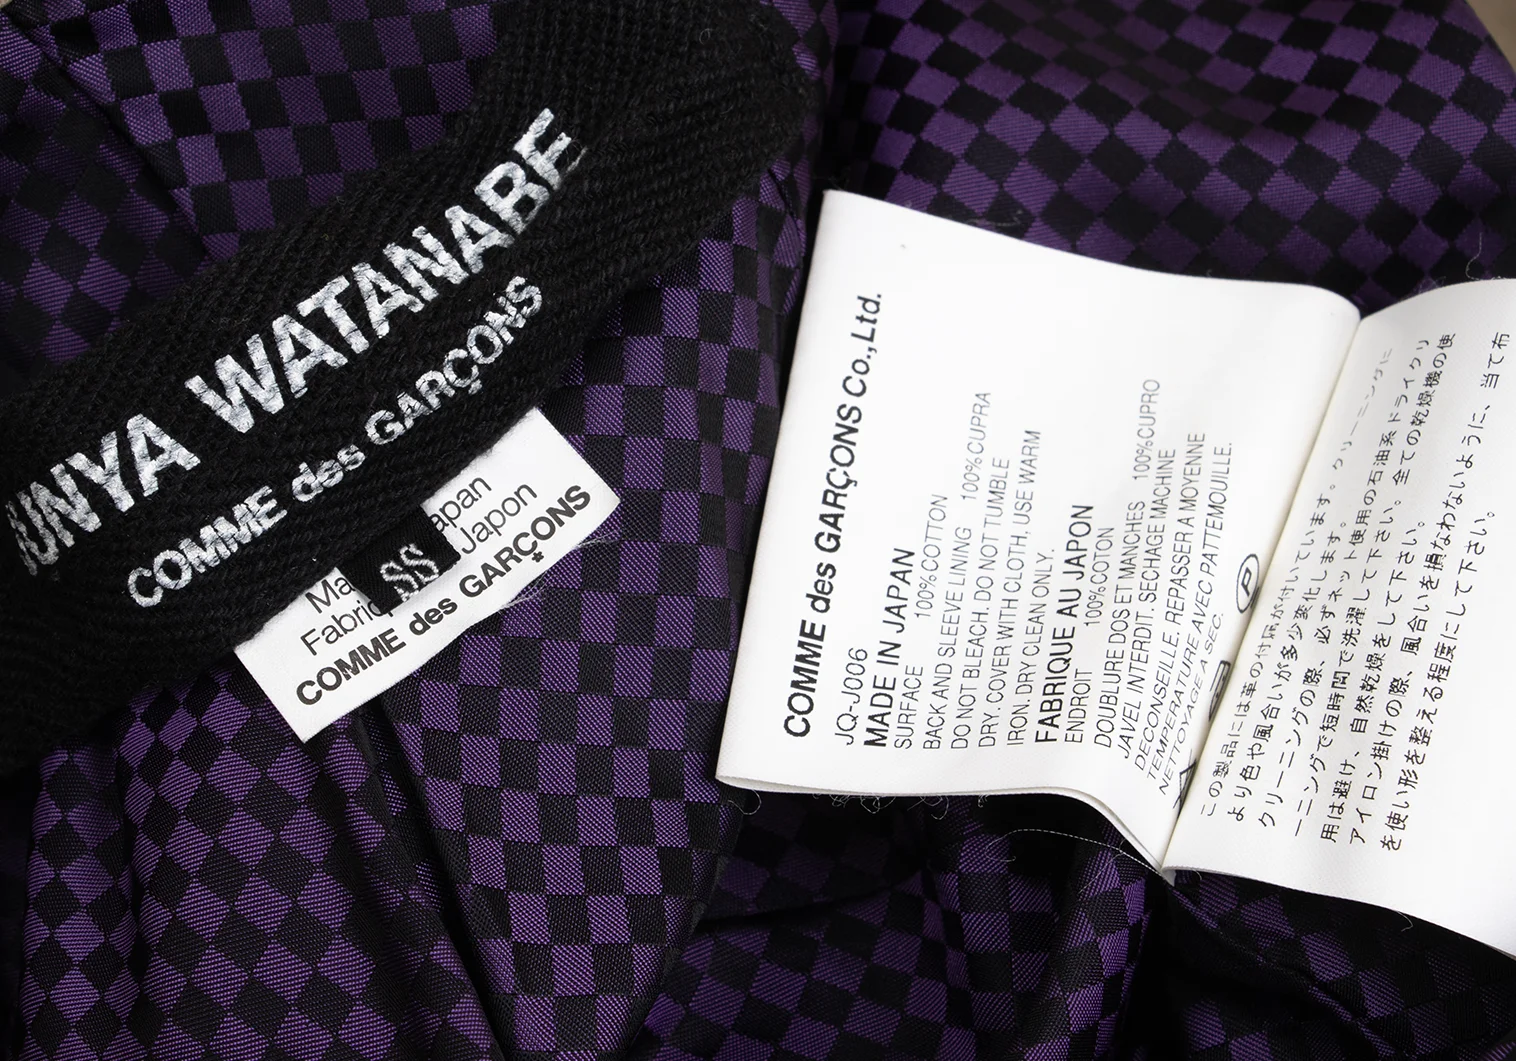 JUNYA WATANABE
COMME des GARÇONS
SS
apan
Japon
COMME des GARÇONS
COMME des GARÇONS Co.,Ltd.
JQ-J006
MADE IN JAPAN
SURFACE 100%COTTON
BACK AND SLEEVE LINING 100%CUPRA
DO NOT BLEACH. DO NOT TUMBLE
DRY. COVER WITH CLOTH, USE WARM
IRON. DRY CLEAN ONLY.
FABRIQUE AU JAPON
ENDROIT 100%COTON
DOUBLURE DOS ET MANCHES 100%CUPRO
JAVEL INTERDIT. SECHAGE MACHINE
DECONSEILLE. REPASSER A MOYENNE
TEMPERATURE AVEC PATTEMOUILLE.
NETTOYAGE A SEC.
P
この製品には革の付属が付いています。クリーニングに
より色や風合いが多少変化します。
クリーニングの際、必ずネット使用の石油系ドライクリ
ーニングで短時間で洗濯して下さい。全ての乾燥機の使
用は避け、自然乾燥をして下さい。
アイロン掛けの際、風合いを損なわないように、当て布
を使い形を整える程度にして下さい。